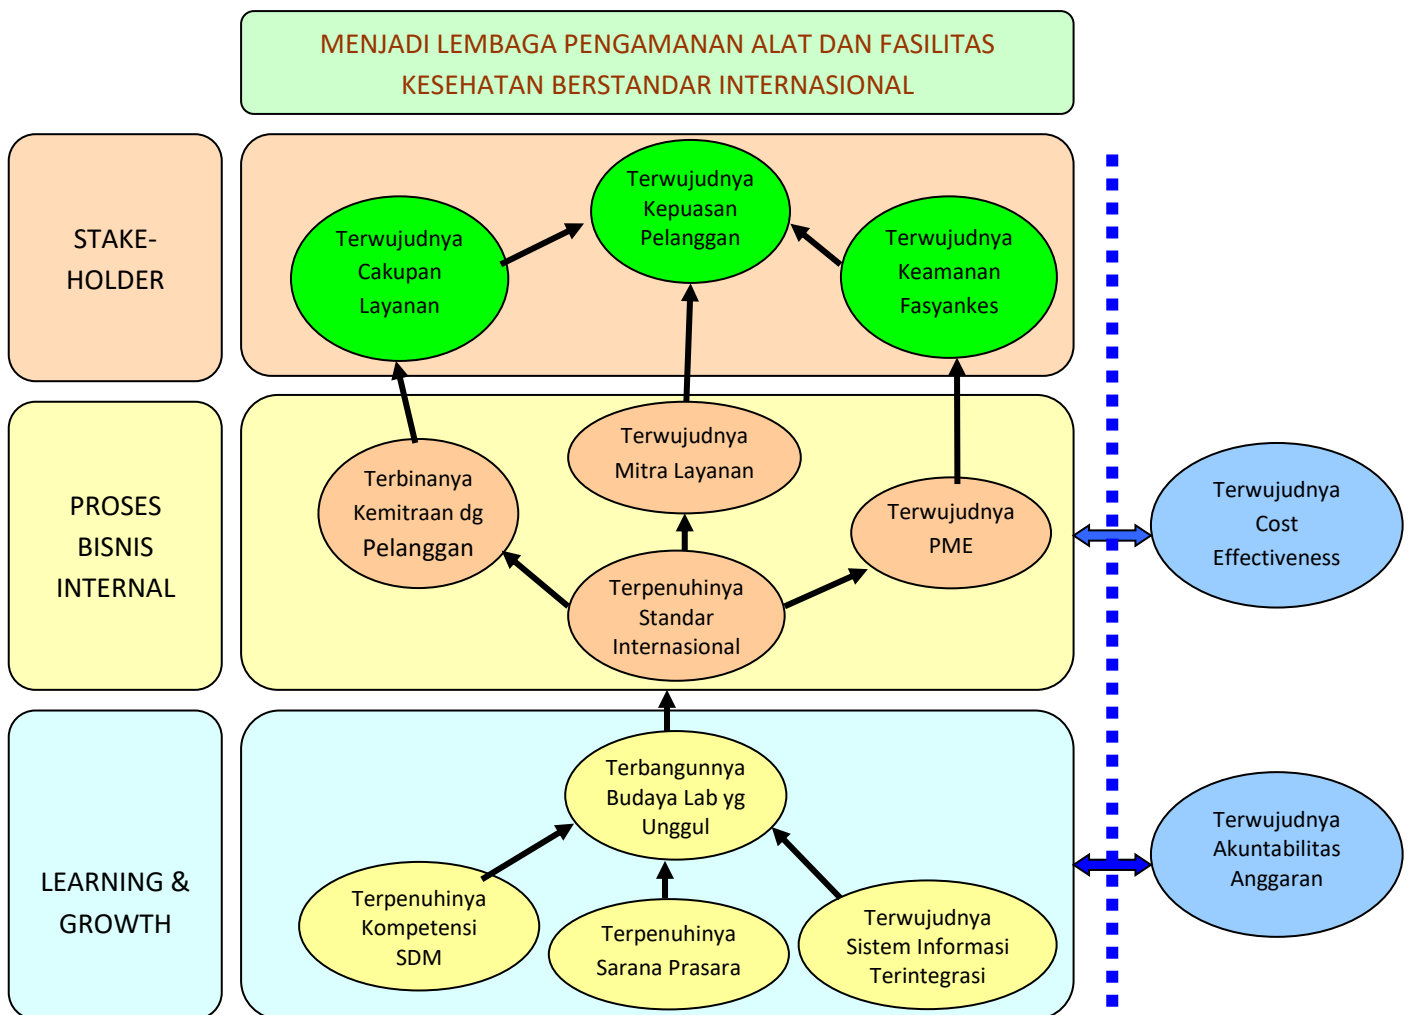 MENJADI LEMBAGA PENGAMANAN ALAT DAN FASILITAS
KESEHATAN BERSTANDAR INTERNASIONAL
STAKE-
HOLDER
Terwujudnya
Cakupan
Layanan
Terwujudnya
Kepuasan
Pelanggan
Terwujudnya
Keamanan
Fasyankes
PROSES
BISNIS
INTERNAL
Terbinanya
Kemitraan dg
Pelanggan
Terwujudnya
Mitra Layanan
Terwujudnya
PME
Terpenuhinya
Standar
Internasional
Terwujudnya
Cost
Effectiveness
LEARNING &
GROWTH
Terbangunnya
Budaya Lab yg
Unggul
Terpenuhinya
Kompetensi
SDM
Terpenuhinya
Sarana Prasara
Terwujudnya
Sistem Informasi
Terintegrasi
Terwujudnya
Akuntabilitas
Anggaran